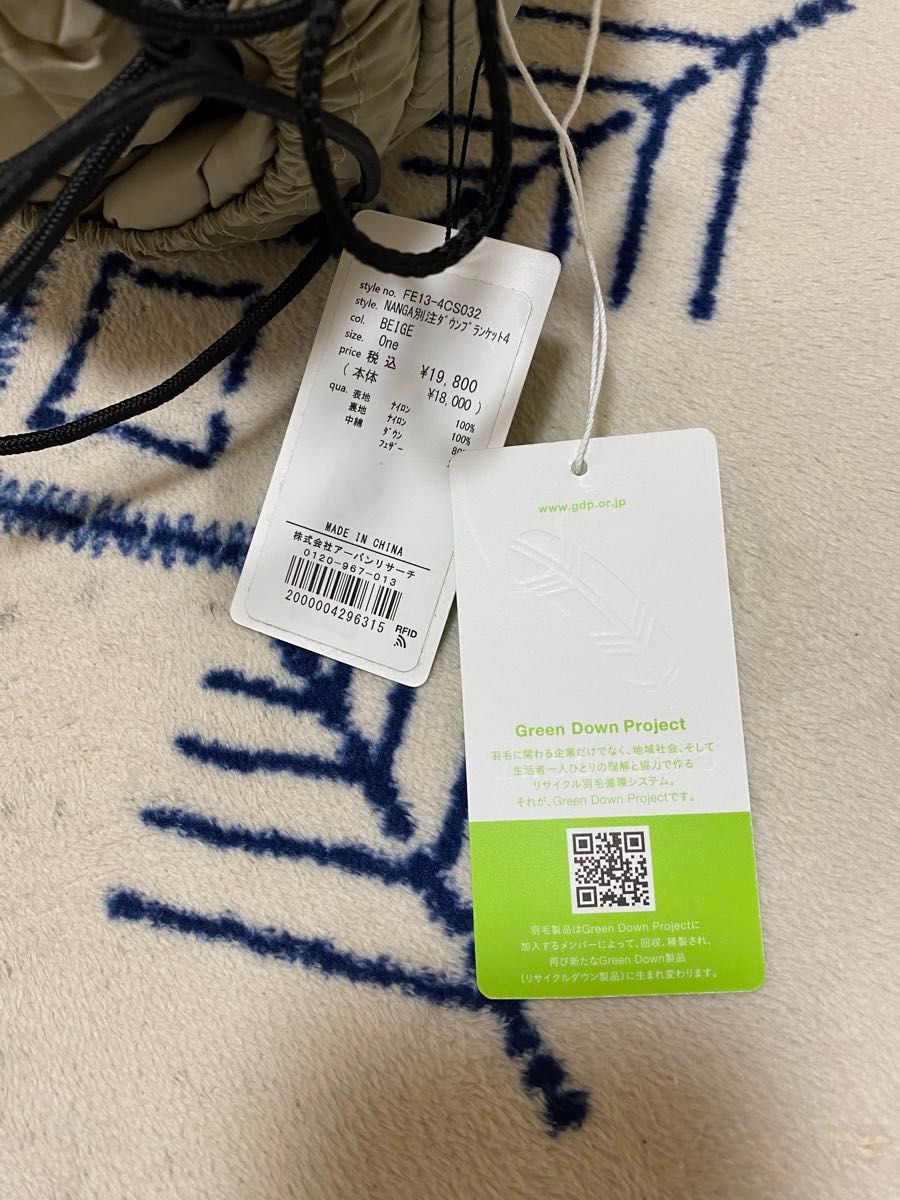 style no. FE13-4CS032
style. NANGA別注ダウンブランケット4
col. BEIGE
size. One
price 税込 ¥19,800
(本体 ¥18,000)
qua. 表地 ナイロン 100%
裏地 ナイロン 100%
中綿 ダウン
フェザー
MADE IN CHINA
株式会社アーバンリサーチ
0120-967-013
2000004296315
RFID
www.gdp.or.jp
Green Down Project
羽毛に関わる企業だけでなく、地域社会、そして
生活者一人ひとりの理解と協力で作る
リサイクル羽毛循環システム。
それが、Green Down Projectです。
羽毛製品はGreen Down Projectに
加入するメンバーによって、回収、精製され、
再び新たなGreen Down製品
(リサイクルダウン製品)に生まれ変わります。